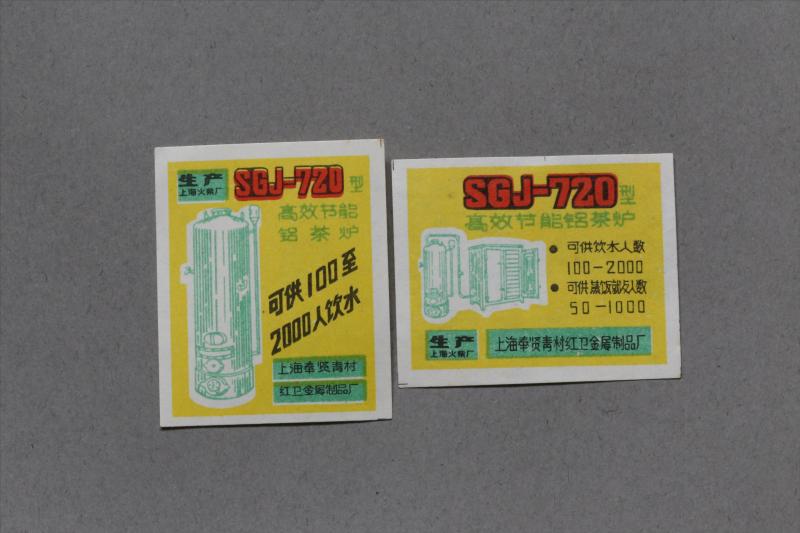 生产
上海火柴厂
SGJ-720型
高效节能
铝茶炉
可供100至
2000人饮水
上海奉贤青村
红卫金属制品厂
SGJ-720型
高效节能铝茶炉
● 可供饮水人数
100-2000
● 可供蒸饭就歺人数
50-1000
生产
上海火柴厂
上海奉贤青村红卫金属制品厂